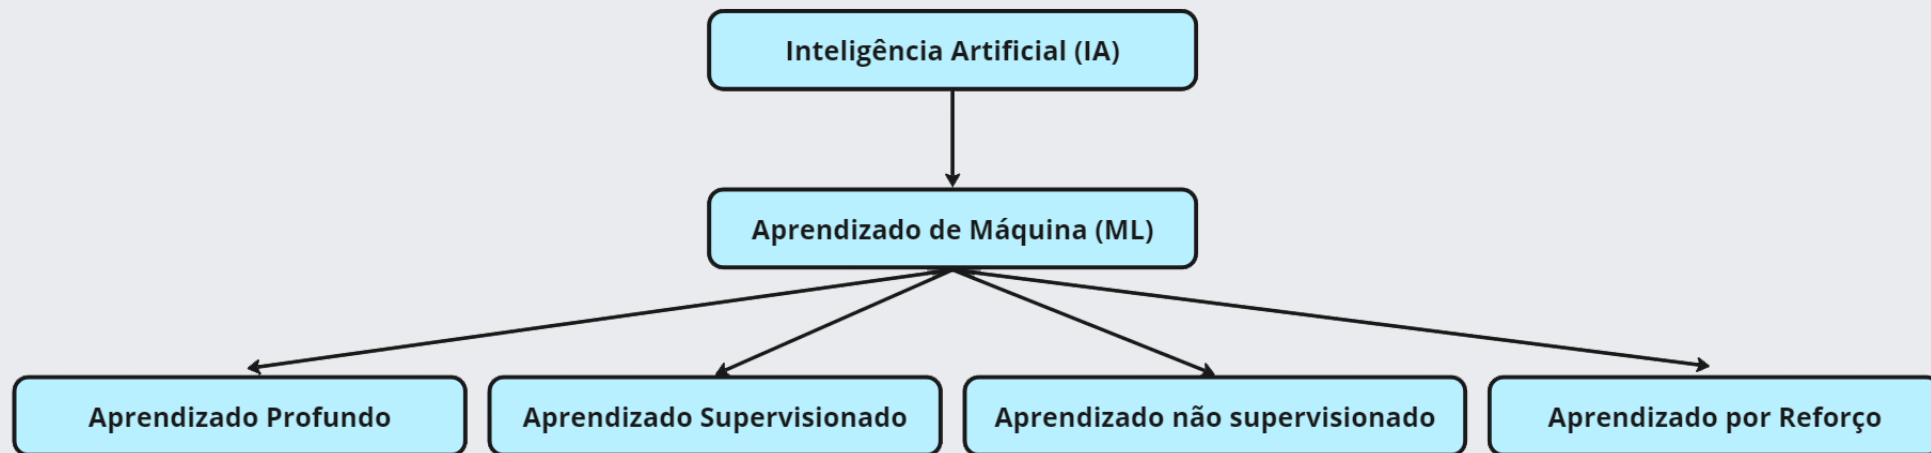 Inteligência Artificial (IA)
Aprendizado de Máquina (ML)
Aprendizado Profundo
Aprendizado Supervisionado
Aprendizado não supervisionado
Aprendizado por Reforço